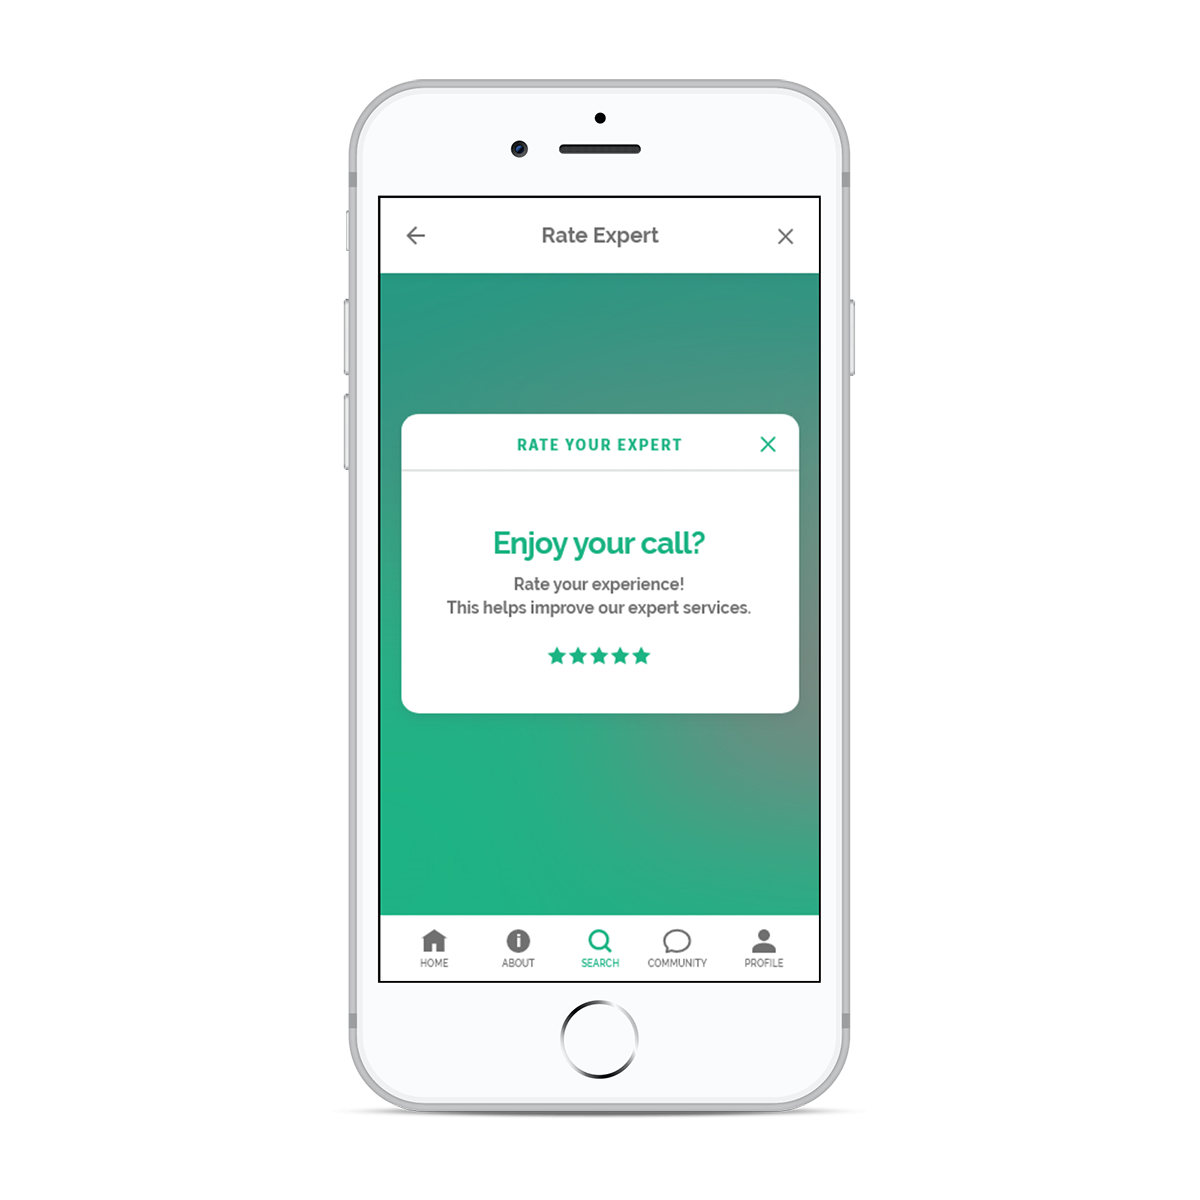 Rate Expert
RATE YOUR EXPERT
Enjoy your call?
Rate your experience!
This helps improve our expert services.
HOME ABOUT SEARCH COMMUNITY PROFILE